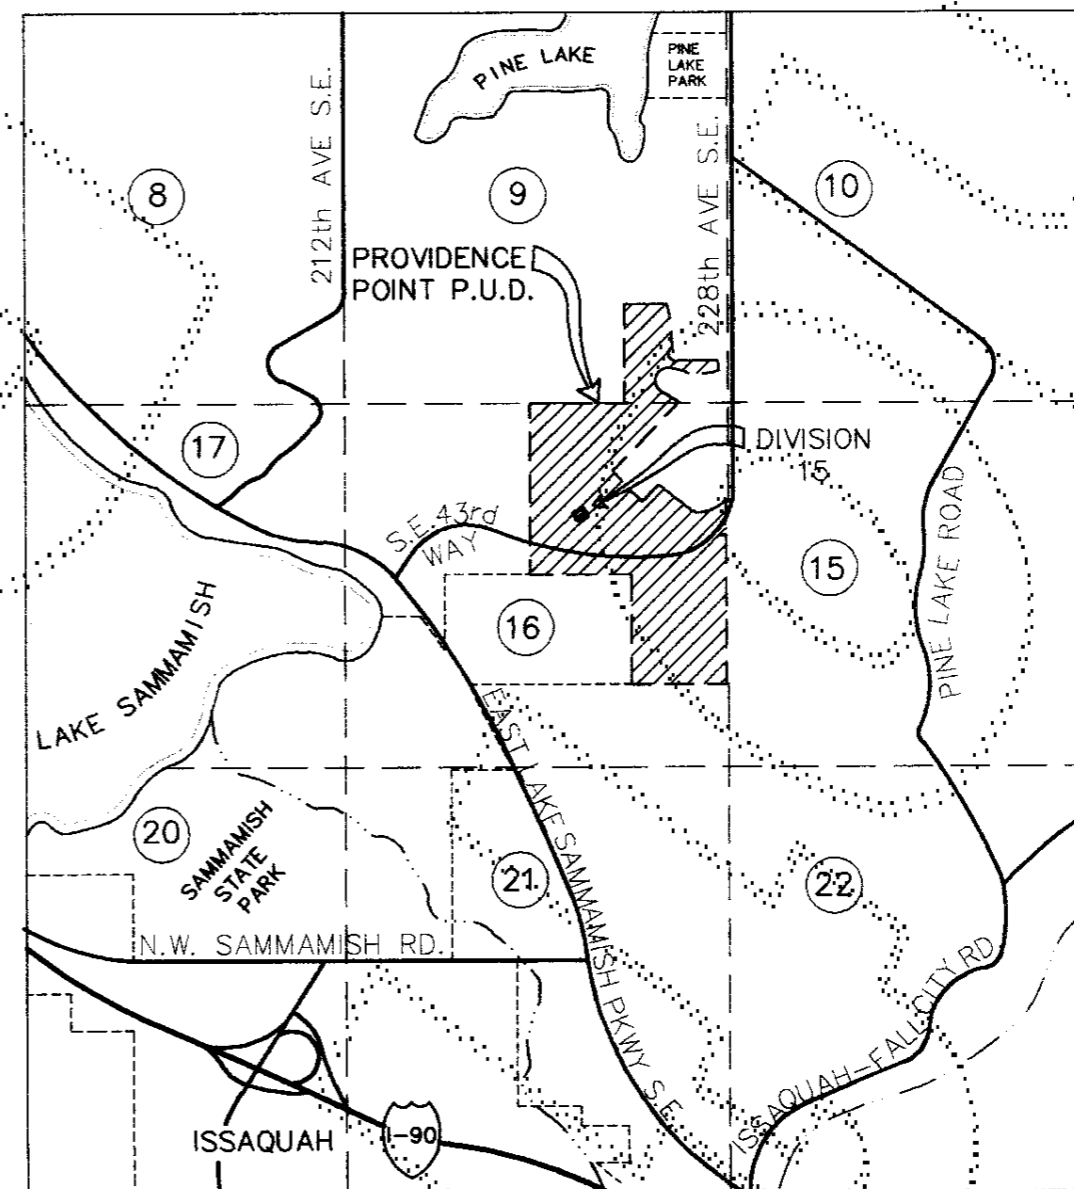 PINE LAKE
PINE
LAKE
PARK
212th AVE S.E.
228th AVE S.E.
8
9
10
PROVIDENCE
POINT P.U.D.
17
DIVISION
15
S.E. 43rd
WAY
PINE LAKE ROAD
15
16
LAKE SAMMAMISH
EAST LAKE SAMMAMISH PKWY S.E.
20
SAMMAMISH
STATE
PARK
21
22
N.W. SAMMAMISH RD.
ISSAQUAH-FALL CITY RD
ISSAQUAH
I-90